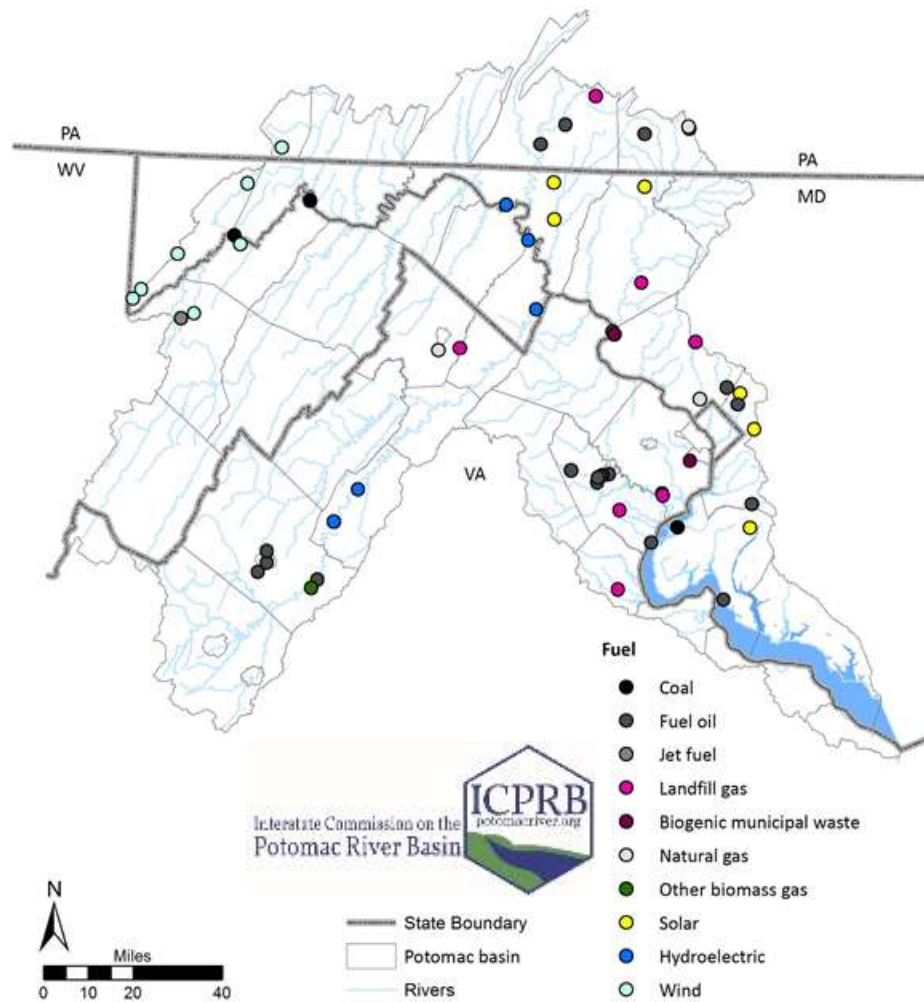 PA
WV
PA
MD
VA
Fuel
Coal
Fuel oil
Jet fuel
Landfill gas
Biogenic municipal waste
Natural gas
Other biomass gas
Solar
Hydroelectric
Wind
ICPRB
potomacriver.org
Interstate Commission on the
Potomac River Basin
N
Miles
0 10 20 40
State Boundary
Potomac basin
Rivers